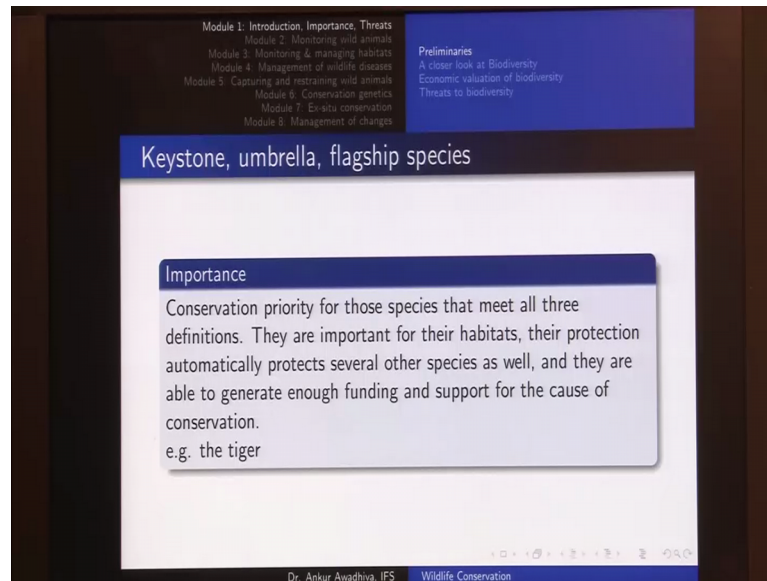 Module 1: Introduction, Importance, Threats
Module 2: Monitoring wild animals
Module 3: Monitoring & managing habitats
Module 4: Management of wildlife diseases
Module 5: Capturing and restraining wild animals
Module 6: Conservation genetics
Module 7: Ex-situ conservation
Module 8: Management of changes
Preliminaries
A closer look at Biodiversity
Economic valuation of biodiversity
Threats to biodiversity
Keystone, umbrella, flagship species
Importance
Conservation priority for those species that meet all three
definitions. They are important for their habitats, their protection
automatically protects several other species as well, and they are
able to generate enough funding and support for the cause of
conservation.
e.g. the tiger
Dr. Ankur Awadhiya, IFS
Wildlife Conservation